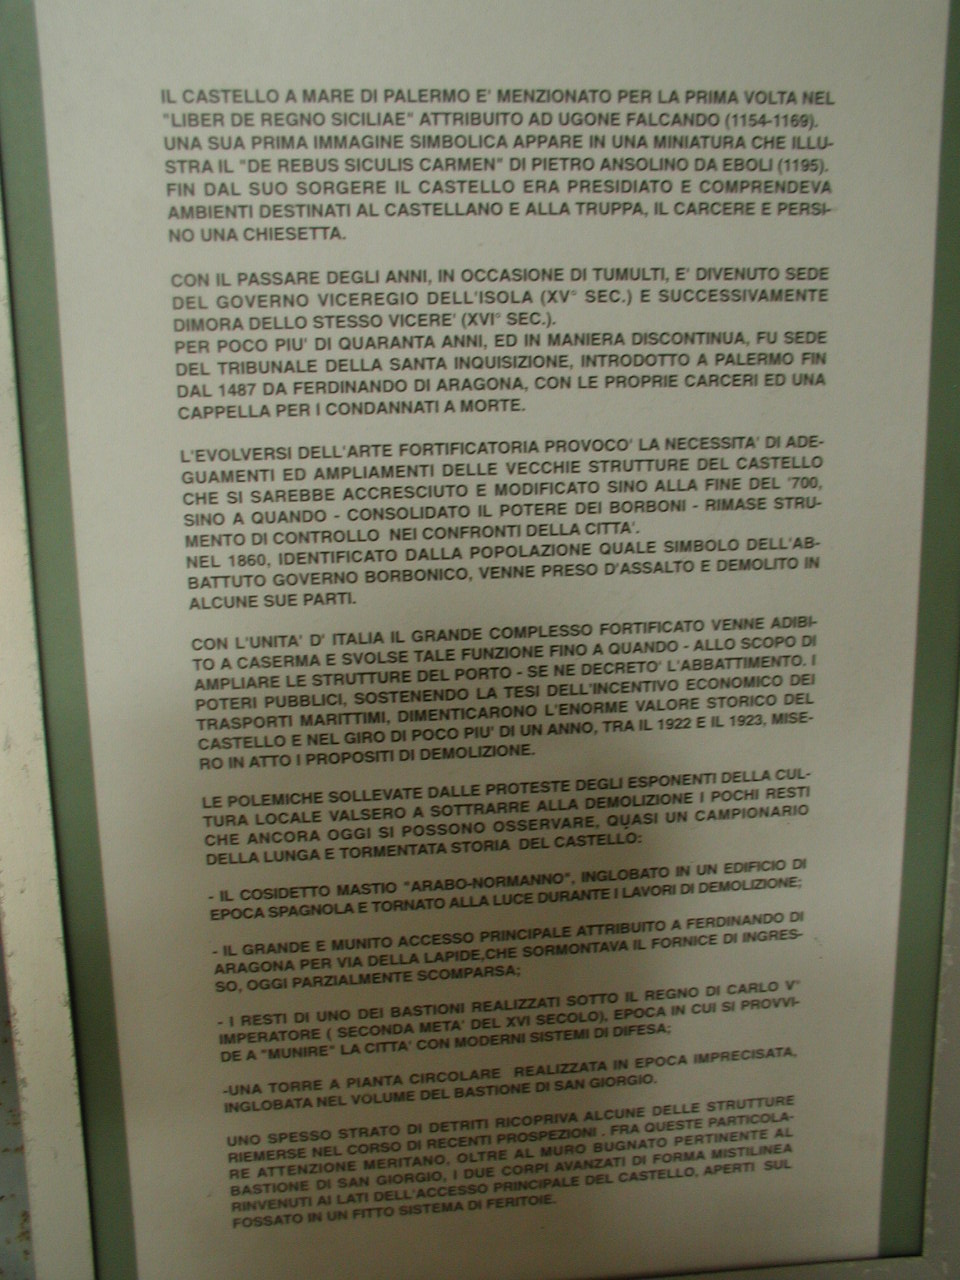 IL CASTELLO A MARE DI PALERMO E' MENZIONATO PER LA PRIMA VOLTA NEL
"LIBER DE REGNO SICILIAE" ATTRIBUITO AD UGONE FALCANDO (1154-1169).
UNA SUA PRIMA IMMAGINE SIMBOLICA APPARE IN UNA MINIATURA CHE ILLU-
STRA IL "DE REBUS SICULIS CARMEN" DI PIETRO ANSOLINO DA EBOLI (1195).
FIN DAL SUO SORGERE IL CASTELLO ERA PRESIDIATO E COMPRENDEVA
AMBIENTI DESTINATI AL CASTELLANO E ALLA TRUPPA, IL CARCERE E PERSI-
NO UNA CHIESETTA.
CON IL PASSARE DEGLI ANNI, IN OCCASIONE DI TUMULTI, E' DIVENUTO SEDE
DEL GOVERNO VICEREGIO DELL'ISOLA (XV° SEC.) E SUCCESSIVAMENTE
DIMORA DELLO STESSO VICERE' (XVI° SEC.).
PER POCO PIU' DI QUARANTA ANNI, ED IN MANIERA DISCONTINUA, FU SEDE
DEL TRIBUNALE DELLA SANTA INQUISIZIONE, INTRODOTTO A PALERMO FIN
DAL 1487 DA FERDINANDO DI ARAGONA, CON LE PROPRIE CARCERI ED UNA
CAPPELLA PER I CONDANNATI A MORTE.
L'EVOLVERSI DELL'ARTE FORTIFICATORIA PROVOCO' LA NECESSITA' DI ADE-
GUAMENTI ED AMPLIAMENTI DELLE VECCHIE STRUTTURE DEL CASTELLO
CHE SI SAREBBE ACCRESCIUTO E MODIFICATO SINO ALLA FINE DEL '700,
SINO A QUANDO - CONSOLIDATO IL POTERE DEI BORBONI - RIMASE STRU-
MENTO DI CONTROLLO NEI CONFRONTI DELLA CITTA'.
NEL 1860, IDENTIFICATO DALLA POPOLAZIONE QUALE SIMBOLO DELL'AB-
BATTUTO GOVERNO BORBONICO, VENNE PRESO D'ASSALTO E DEMOLITO IN
ALCUNE SUE PARTI.
CON L'UNITA' D' ITALIA IL GRANDE COMPLESSO FORTIFICATO VENNE ADIBI-
TO A CASERMA E SVOLSE TALE FUNZIONE FINO A QUANDO - ALLO SCOPO DI
AMPLIARE LE STRUTTURE DEL PORTO - SE NE DECRETO' L'ABBATTIMENTO. I
POTERI PUBBLICI, SOSTENENDO LA TESI DELL'INCENTIVO ECONOMICO DEI
TRASPORTI MARITTIMI, DIMENTICARONO L'ENORME VALORE STORICO DEL
CASTELLO E NEL GIRO DI POCO PIU' DI UN ANNO, TRA IL 1922 E IL 1923, MISE-
RO IN ATTO I PROPOSITI DI DEMOLIZIONE.
LE POLEMICHE SOLLEVATE DALLE PROTESTE DEGLI ESPONENTI DELLA CUL-
TURA LOCALE VALSERO A SOTTRARRE ALLA DEMOLIZIONE I POCHI RESTI
CHE ANCORA OGGI SI POSSONO OSSERVARE, QUASI UN CAMPIONARIO
DELLA LUNGA E TORMENTATA STORIA DEL CASTELLO:
- IL COSIDETTO MASTIO "ARABO-NORMANNO", INGLOBATO IN UN EDIFICIO DI
EPOCA SPAGNOLA E TORNATO ALLA LUCE DURANTE I LAVORI DI DEMOLIZIONE;
- IL GRANDE E MUNITO ACCESSO PRINCIPALE ATTRIBUITO A FERDINANDO DI
ARAGONA PER VIA DELLA LAPIDE,CHE SORMONTAVA IL FORNICE DI INGRES-
SO, OGGI PARZIALMENTE SCOMPARSA;
- I RESTI DI UNO DEI BASTIONI REALIZZATI SOTTO IL REGNO DI CARLO V°
IMPERATORE ( SECONDA META' DEL XVI SECOLO), EPOCA IN CUI SI PROVVI-
DE A "MUNIRE" LA CITTA' CON MODERNI SISTEMI DI DIFESA;
-UNA TORRE A PIANTA CIRCOLARE REALIZZATA IN EPOCA IMPRECISATA,
INGLOBATA NEL VOLUME DEL BASTIONE DI SAN GIORGIO.
UNO SPESSO STRATO DI DETRITI RICOPRIVA ALCUNE DELLE STRUTTURE
RIEMERSE NEL CORSO DI RECENTI PROSPEZIONI . FRA QUESTE PARTICOLA-
RE ATTENZIONE MERITANO, OLTRE AL MURO BUGNATO PERTINENTE AL
BASTIONE DI SAN GIORGIO, I DUE CORPI AVANZATI DI FORMA MISTILINEA
RINVENUTI AI LATI DELL'ACCESSO PRINCIPALE DEL CASTELLO, APERTI SUL
FOSSATO IN UN FITTO SISTEMA DI FERITOIE.